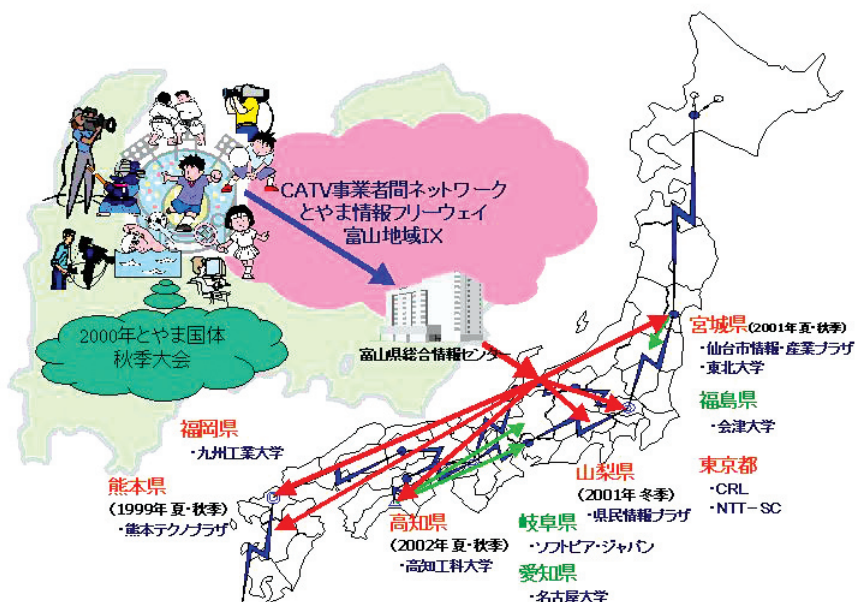 CATV事業者間ネットワーク
とやま情報フリーウェイ
富山地域IX
2000年とやま国体
秋季大会
富山県総合情報センター
宮城県(2001年 夏・秋季)
・仙台市情報・産業プラザ
・東北大学
福島県
・会津大学
東京都
・CRL
・NTT－SC
山梨県
(2001年 冬季)
・県民情報プラザ
福岡県
・九州工業大学
熊本県
(1999年 夏・秋季)
・熊本テクノプラザ
高知県
(2002年 夏・秋季)
・高知工科大学
岐阜県
・ソフトピア・ジャパン
愛知県
・名古屋大学